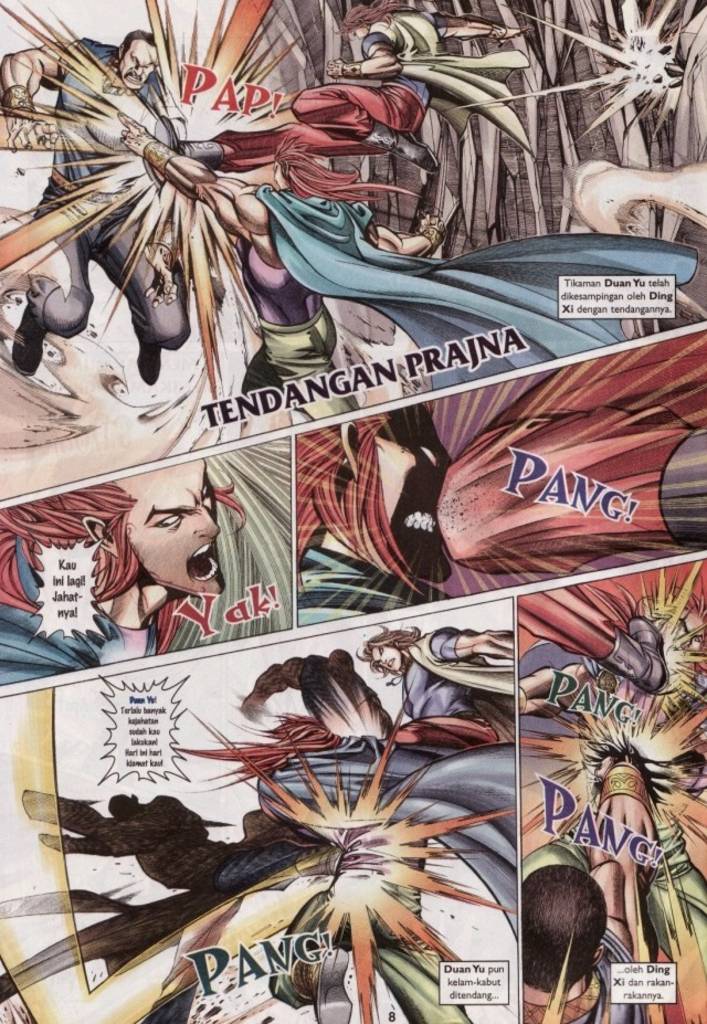 PAP!
Tikaman Duan Yu telah
dikesampingan oleh Ding
Xi dengan tendangannya.
TENDANGAN PRAJNA
Kau
ini lagi!
Jahat-
nya!
Yak!
PANG!
Duan Yu!
Terlalu banyak
kejahatan
sudah kau
lakukan!
Hari ini hari
kiamat kau!
PANG!
Duan Yu pun
kelam-kabut
ditendang...
PANG!
PANG!
...oleh Ding
Xi dan rakan-
rakannya.
8